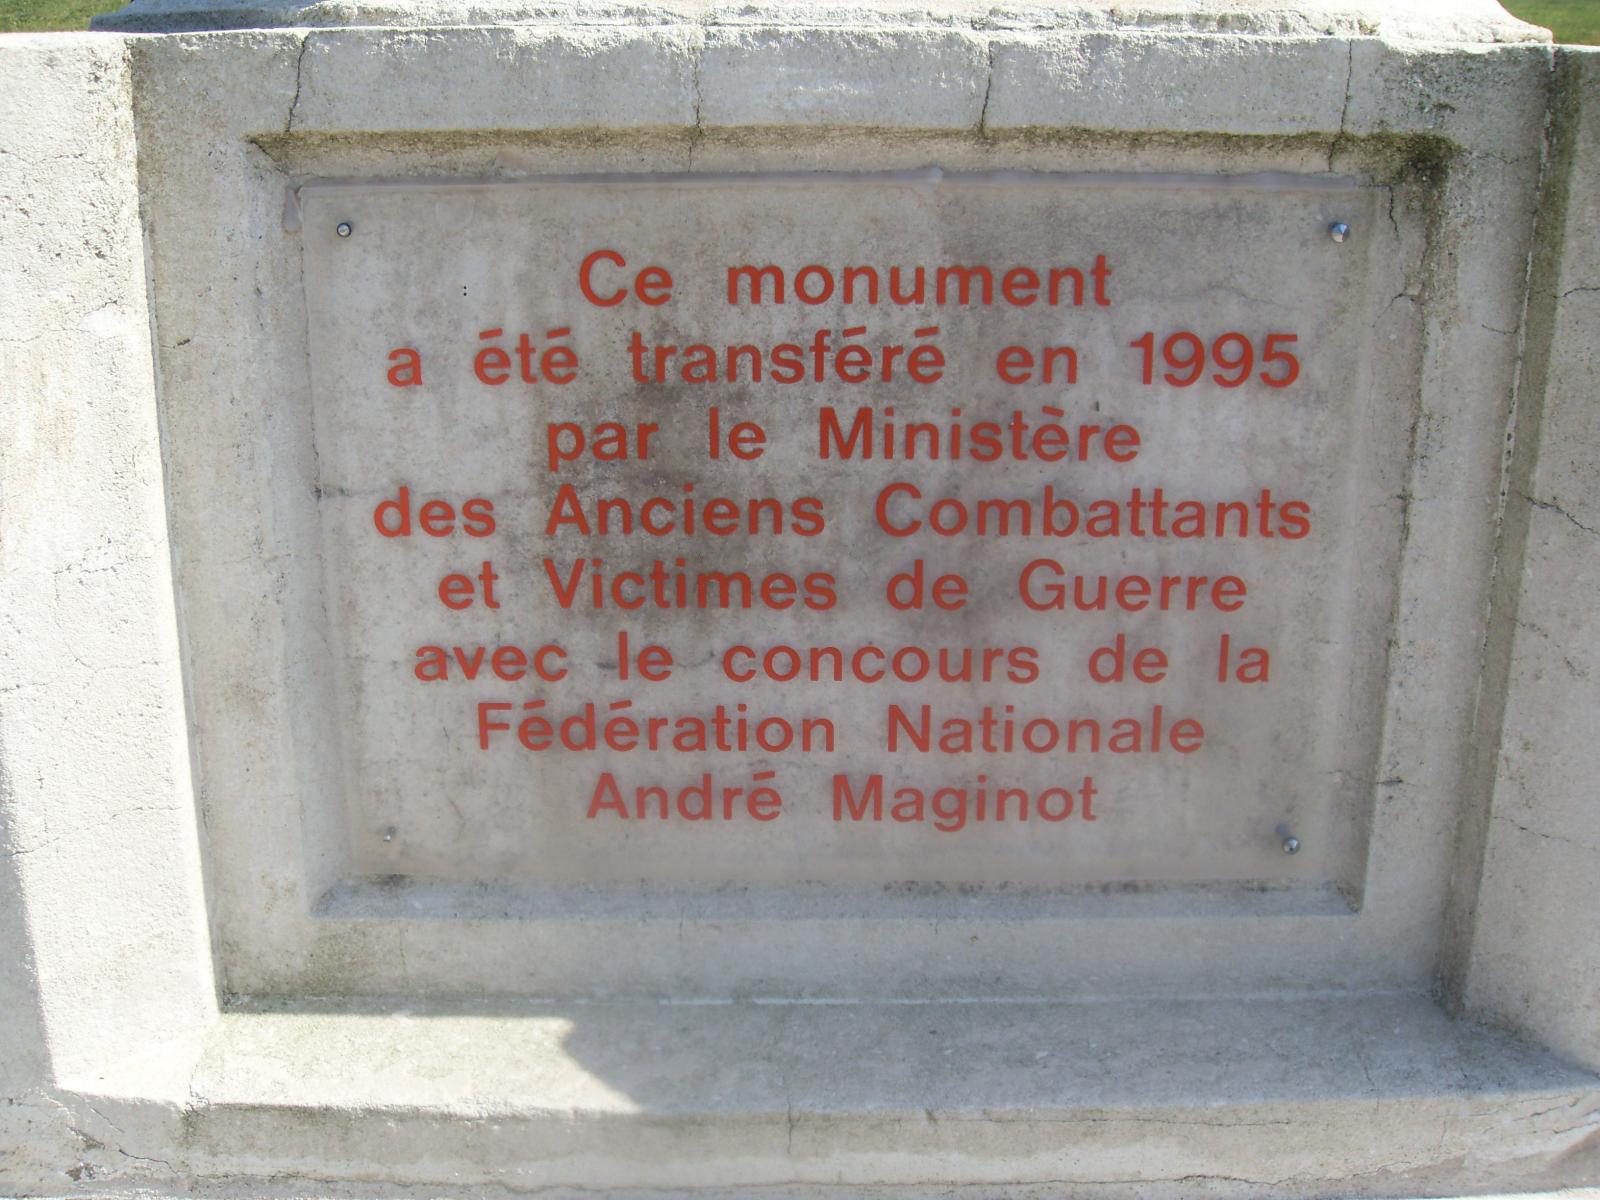 Ce monument
a été transféré en 1995
par le Ministère
des Anciens Combattants
et Victimes de Guerre
avec le concours de la
Fédération Nationale
André Maginot